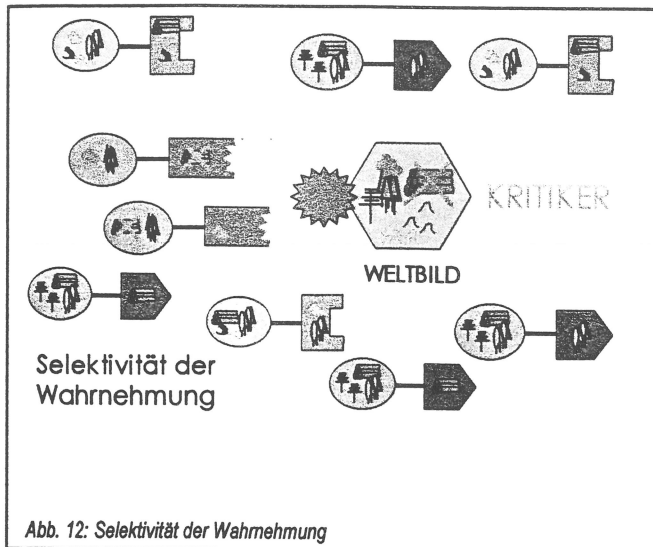 KRITIKER
WELTBILD
Selektivität der
Wahrnehmung
Abb. 12: Selektivität der Wahrnehmung